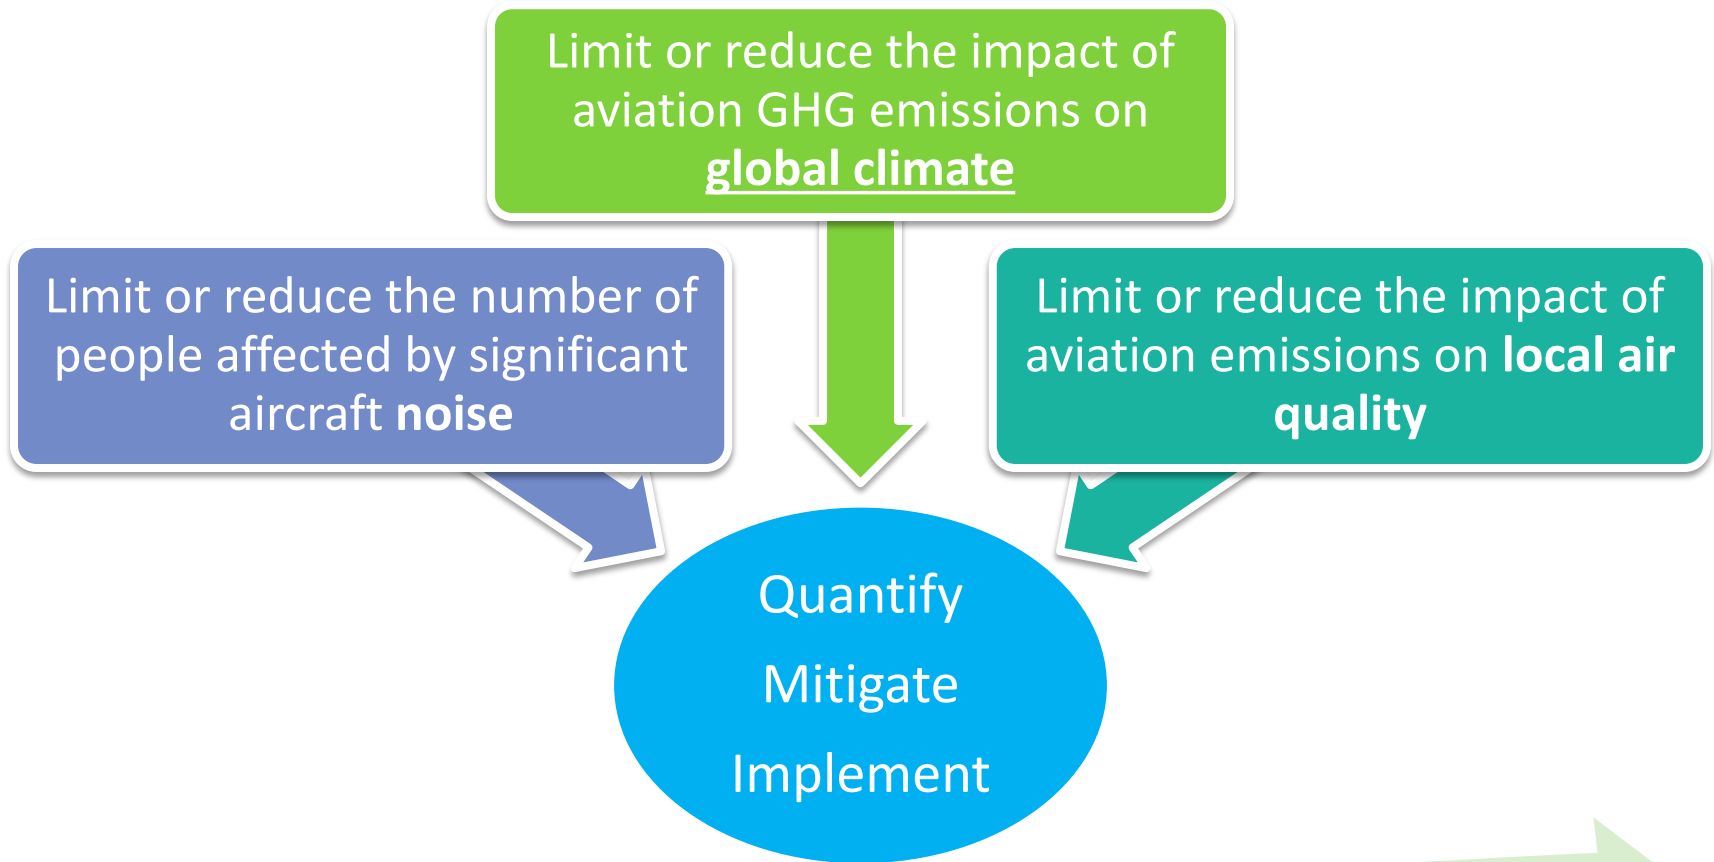 Limit or reduce the impact of
aviation GHG emissions on
global climate
Limit or reduce the number of
people affected by significant
aircraft noise
Limit or reduce the impact of
aviation emissions on local air
quality
Quantify
Mitigate
Implement